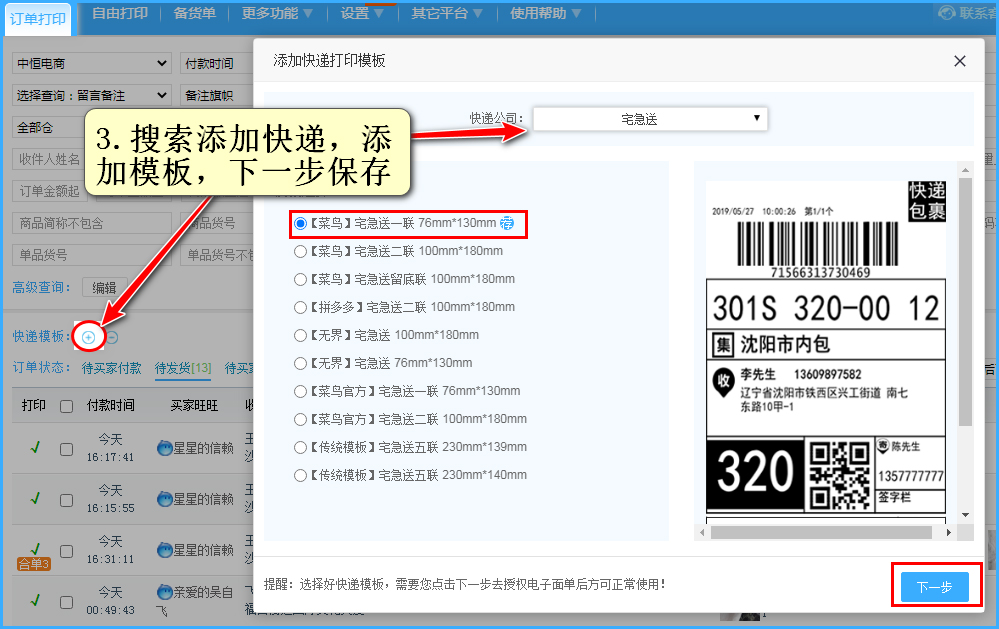 订单打印
自由打印
备货单
更多功能
设置
其它平台
使用帮助
联系客
中恒电商
付款时间
选择查询：留言备注
备注旗帜
全部仓
收件人姓名
订单金额起
商品简称不包含
商品货号
单品货号
单品货号不包
高级查询：
编辑
快递模板：
订单状态：
待买家付款
待发货[13]
待买家
打印
付款时间
买家旺旺
今天
16:17:41
星星的信赖
王
沙
今天
16:15:55
星星的信赖
王
沙
今天
16:31:11
星星的信赖
合单3
今天
00:49:43
亲爱的吴自
飞
3.搜索添加快递，添
加模板，下一步保存
添加快递打印模板
快递公司：
宅急送
【菜鸟】宅急送一联 76mm*130mm 荐
【菜鸟】宅急送二联 100mm*180mm
【菜鸟】宅急送留底联 100mm*180mm
【拼多多】宅急送二联 100mm*180mm
【无界】宅急送 100mm*180mm
【无界】宅急送 76mm*130mm
【菜鸟官方】宅急送一联 76mm*130mm
【菜鸟官方】宅急送二联 100mm*180mm
【传统模板】宅急送五联 230mm*139mm
【传统模板】宅急送五联 230mm*140mm
快递
包裹
2019/05/27 10:00:26 第1/1个
71566313730469
301S 320-00 12
集 沈阳市内包
收
李先生 13609897582
辽宁省沈阳市铁西区兴工街道 南七
东路10甲-1
320
寄 陈先生
1357777777
签字栏
提醒：选择好快递模板，需要您点击下一步去授权电子面单后方可正常使用！
下一步